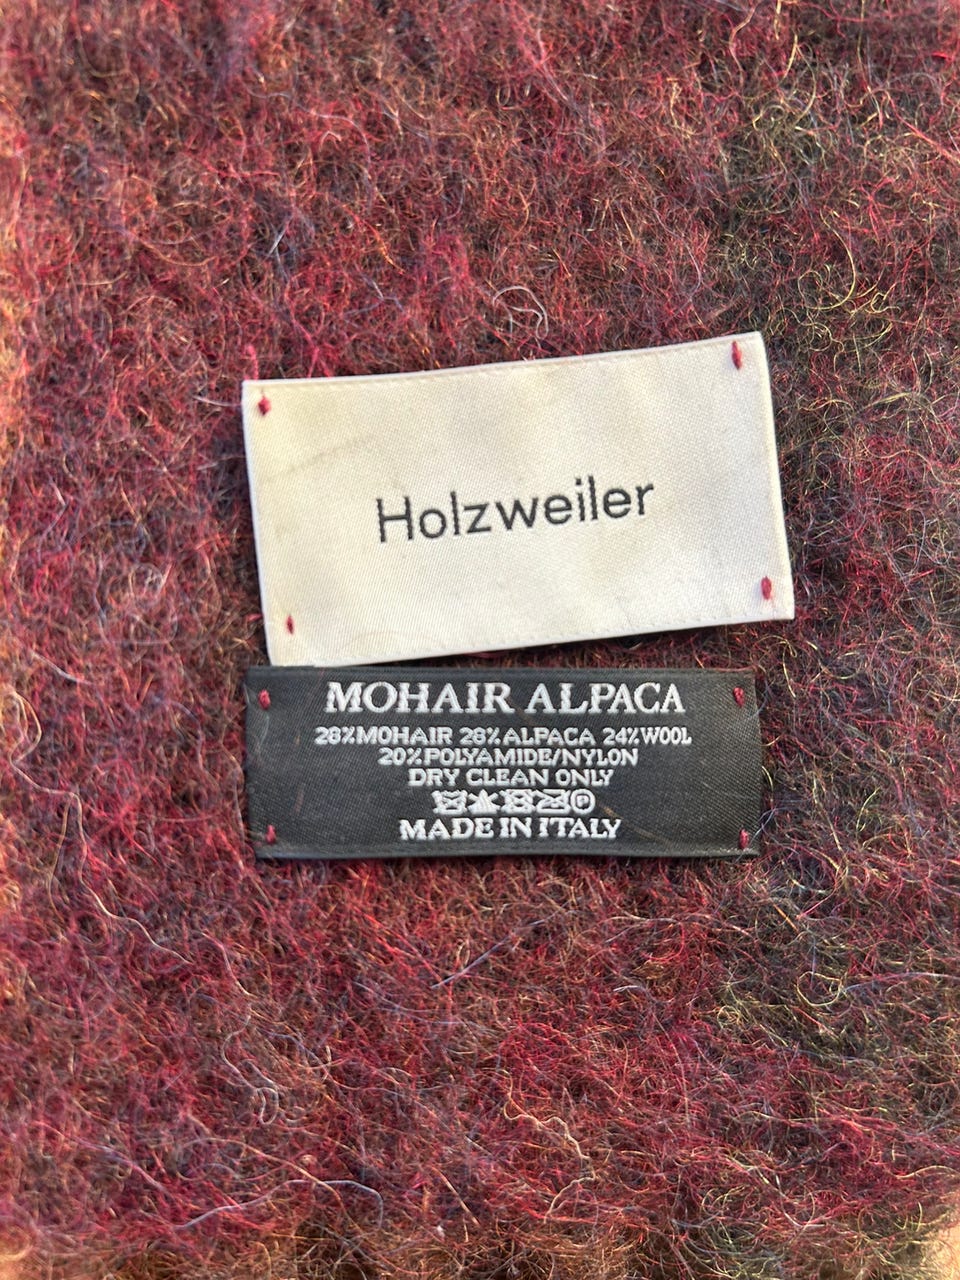 Holzweiler
MOHAIR ALPACA
28%MOHAIR 28%ALPACA 24%WOOL
20%POLYAMIDE/NYLON
DRY CLEAN ONLY
P
MADE IN ITALY